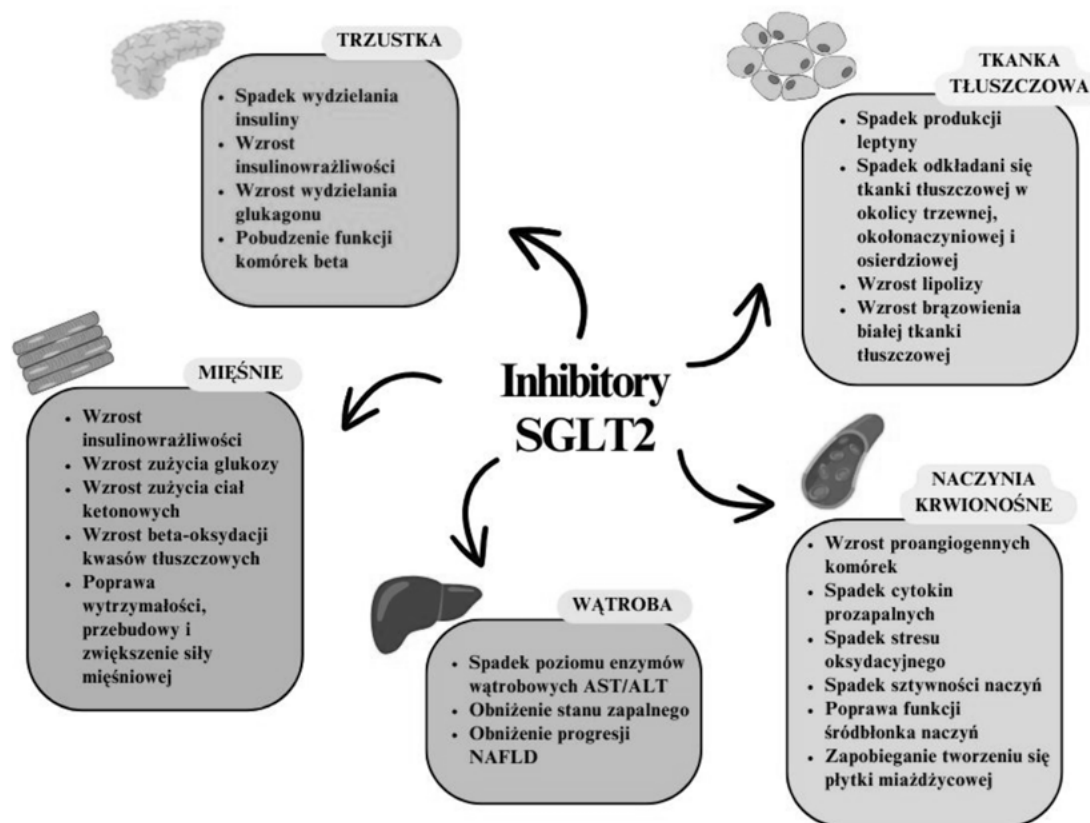 TRZUSTKA
• Spadek wydzielania
insuliny
• Wzrost
insulinowrażliwości
• Wzrost wydzielania
glukagonu
• Pobudzenie funkcji
komórek beta
TKANKA
TŁUSZCZOWA
• Spadek produkcji
leptyny
• Spadek odkładani się
tkanki tłuszczowej w
okolicy trzewnej,
okołonaczyniowej i
osierdziowej
• Wzrost lipolizy
• Wzrost brązowienia
białej tkanki
tłuszczowej
Inhibitory
SGLT2
MIĘŚNIE
• Wzrost
insulinowrażliwości
• Wzrost zużycia glukozy
• Wzrost zużycia ciał
ketonowych
• Wzrost beta-oksydacji
kwasów tłuszczowych
• Poprawa
wytrzymałości,
przebudowy i
zwiększenie siły
mięśniowej
WĄTROBA
• Spadek poziomu enzymów
wątrobowych AST/ALT
• Obniżenie stanu zapalnego
• Obniżenie progresji
NAFLD
NACZYNIA
KRWIONOŚNE
• Wzrost proangiogennych
komórek
• Spadek cytokin
prozapalnych
• Spadek stresu
oksydacyjnego
• Spadek sztywności naczyń
• Poprawa funkcji
śródbłonka naczyń
• Zapobieganie tworzeniu się
płytki miażdżycowej